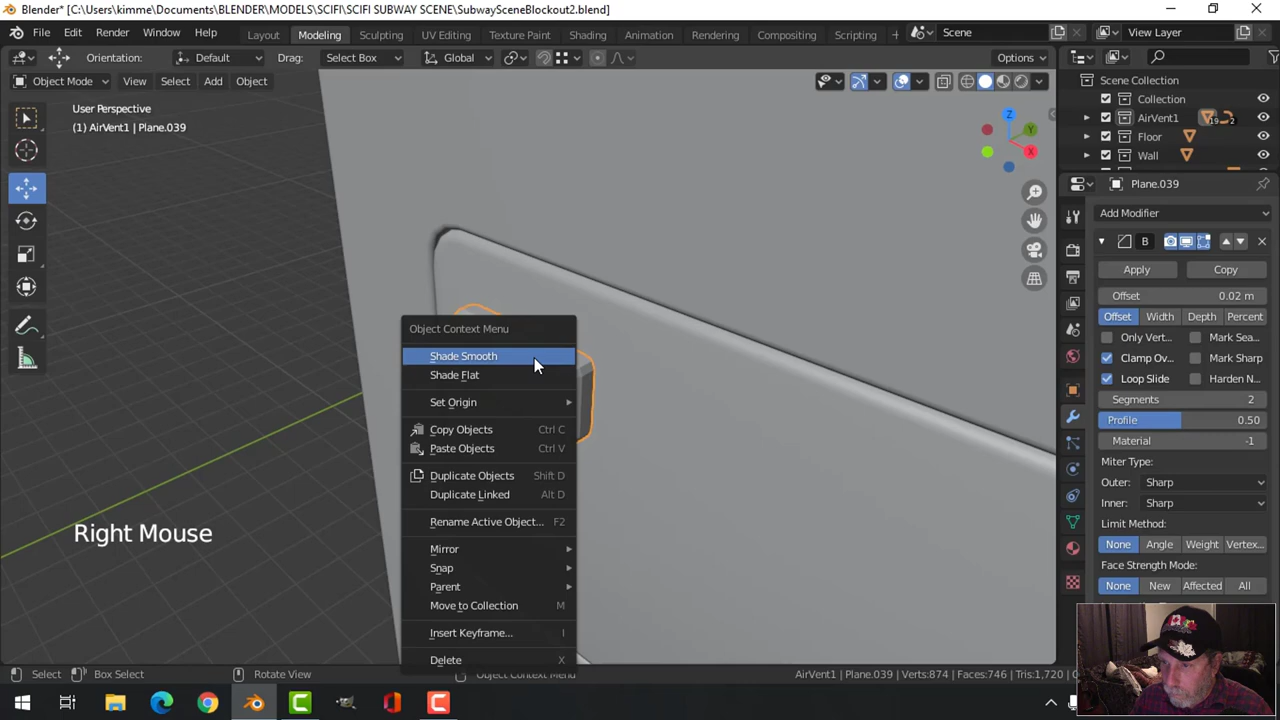 Blender* [C:\Users\kimme\Documents\BLENDER\MODELS\SCIFI\SCIFI SUBWAY SCENE\SubwaySceneBlockout2.blend]
File Edit Render Window Help Layout Modeling Sculpting UV Editing Texture Paint Shading Animation Rendering Compositing Scripting + Scene View Layer
Orientation: Default Drag: Select Box Global Options
Object Mode View Select Add Object
User Perspective
(1) AirVent1 | Plane.039
Z
Y
X
Scene Collection
Collection
AirVent1 19 2
Floor
Wall
Plane.039
Add Modifier
B
Apply Copy
Offset 0.02 m
Offset Width Depth Percent
Only Vert.. Mark Sea..
Clamp Ov.. Mark Sharp
Loop Slide Harden N..
Segments 2
Profile 0.50
Material -1
Miter Type:
Outer: Sharp
Inner: Sharp
Limit Method:
None Angle Weight Vertex...
Face Strength Mode:
None New Affected All
Object Context Menu
Shade Smooth
Shade Flat
Set Origin
Copy Objects Ctrl C
Paste Objects Ctrl V
Duplicate Objects Shift D
Duplicate Linked Alt D
Rename Active Object... F2
Mirror
Snap
Parent
Move to Collection M
Insert Keyframe... I
Delete X
Right Mouse
Select Box Select Rotate View Object Context Menu AirVent1 | Plane.039 Verts:874 | Faces:746 | Tris:1,720